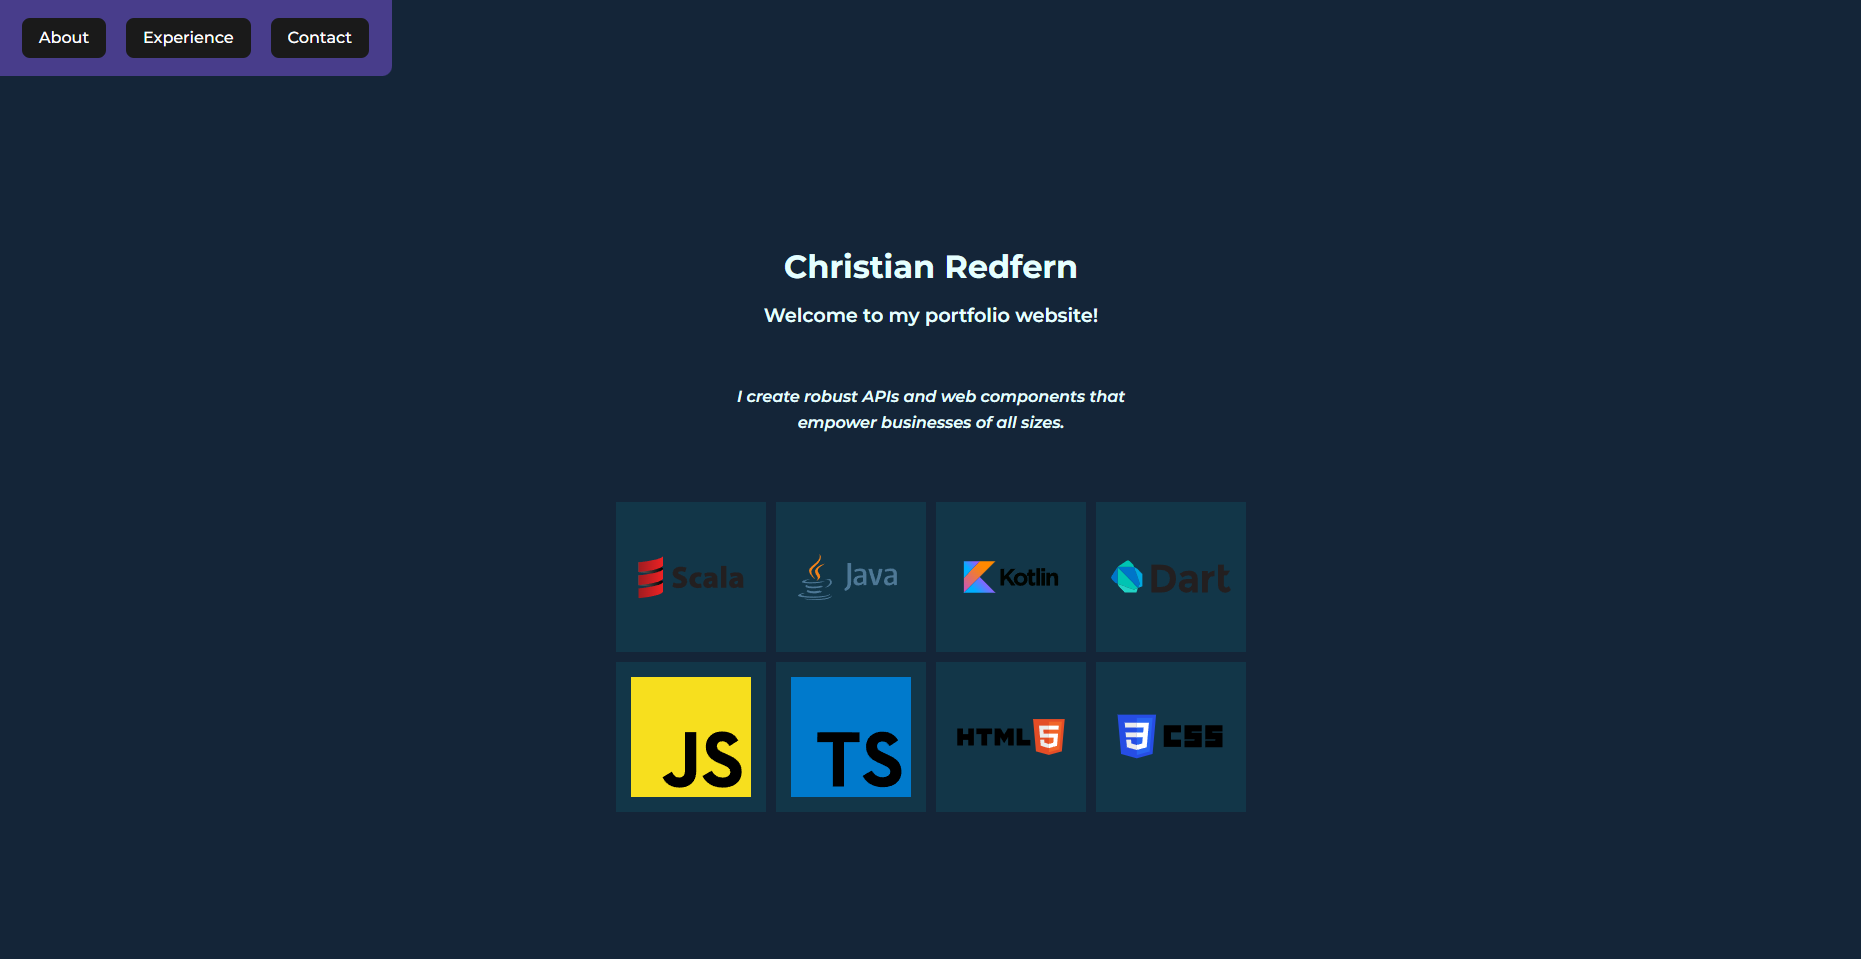 About Experience Contact
Christian Redfern
Welcome to my portfolio website!
I create robust APIs and web components that
empower businesses of all sizes.
Scala Java Kotlin Dart
JS TS HTML 5 3 CSS